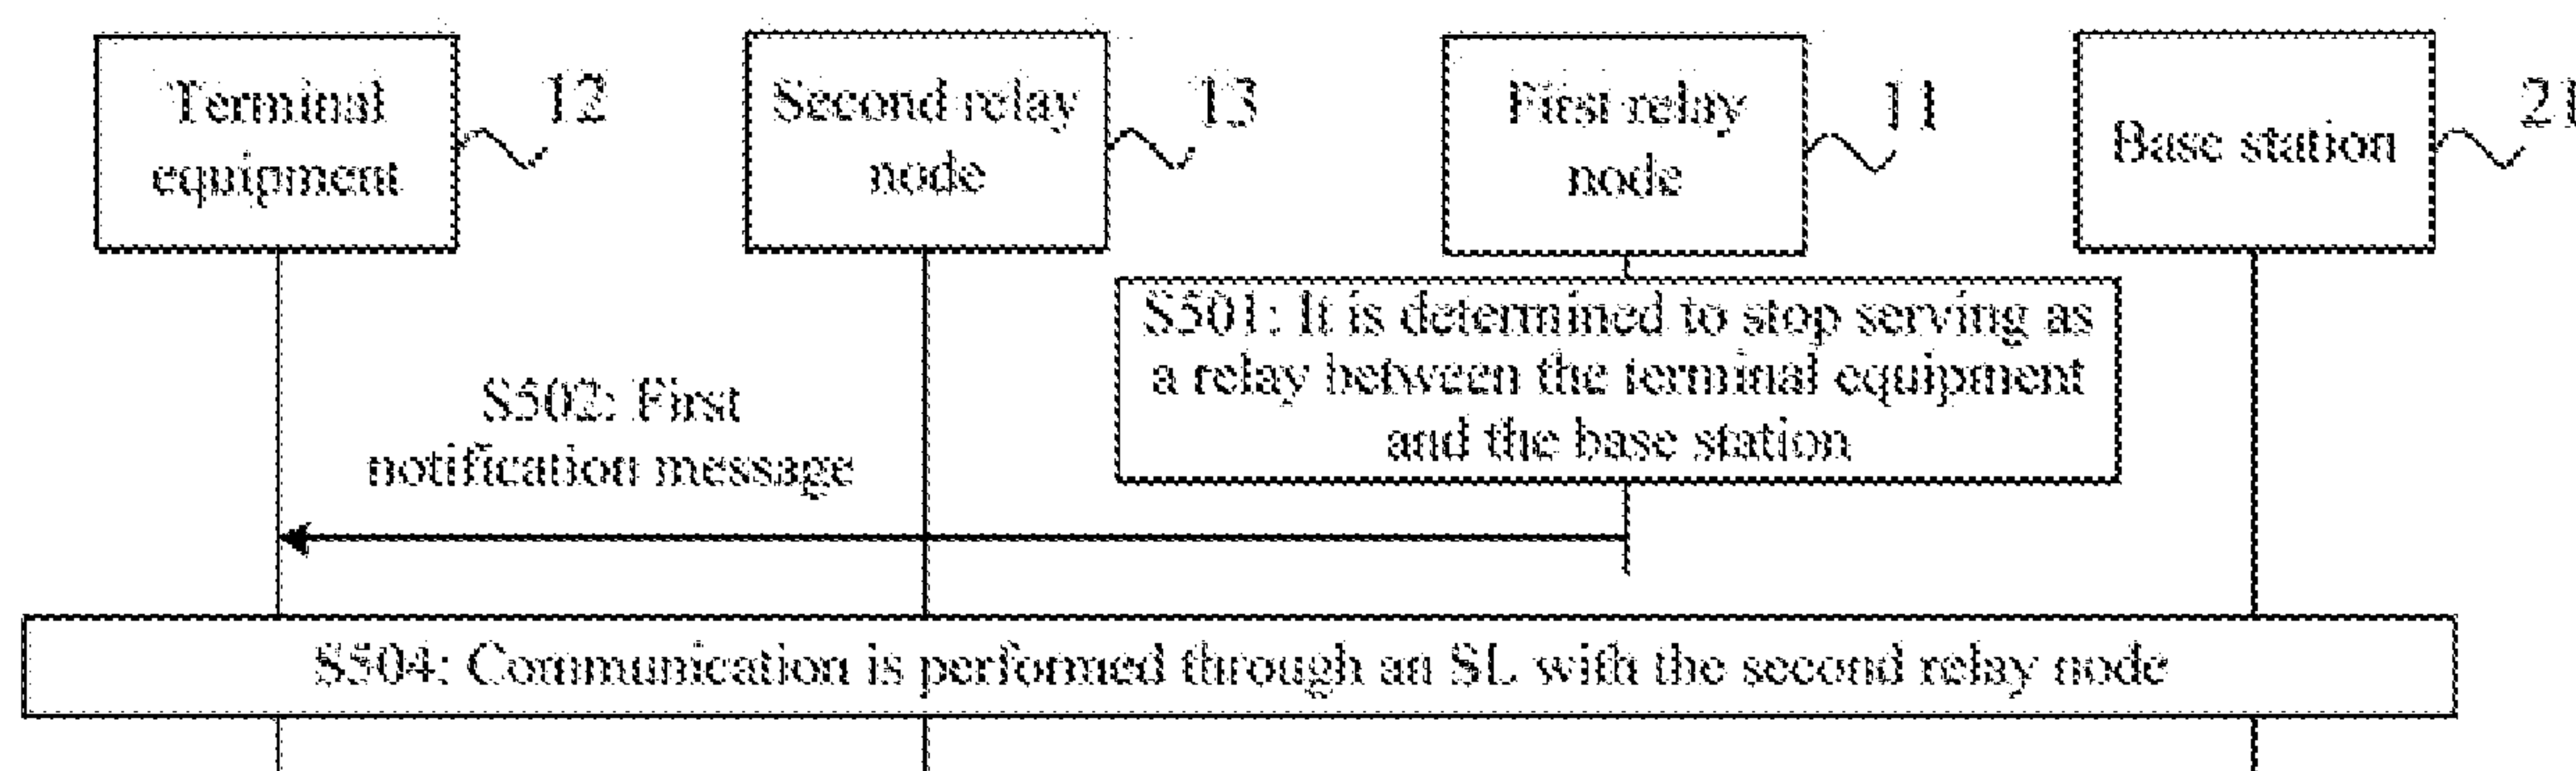 Terminal
equipment
12
Second relay
node
13
First relay
node
11
Base station
21
S501: It is determined to stop serving as
a relay between the terminal equipment
and the base station
S502: First
notification message
S504: Communication is performed through an SL with the second relay node